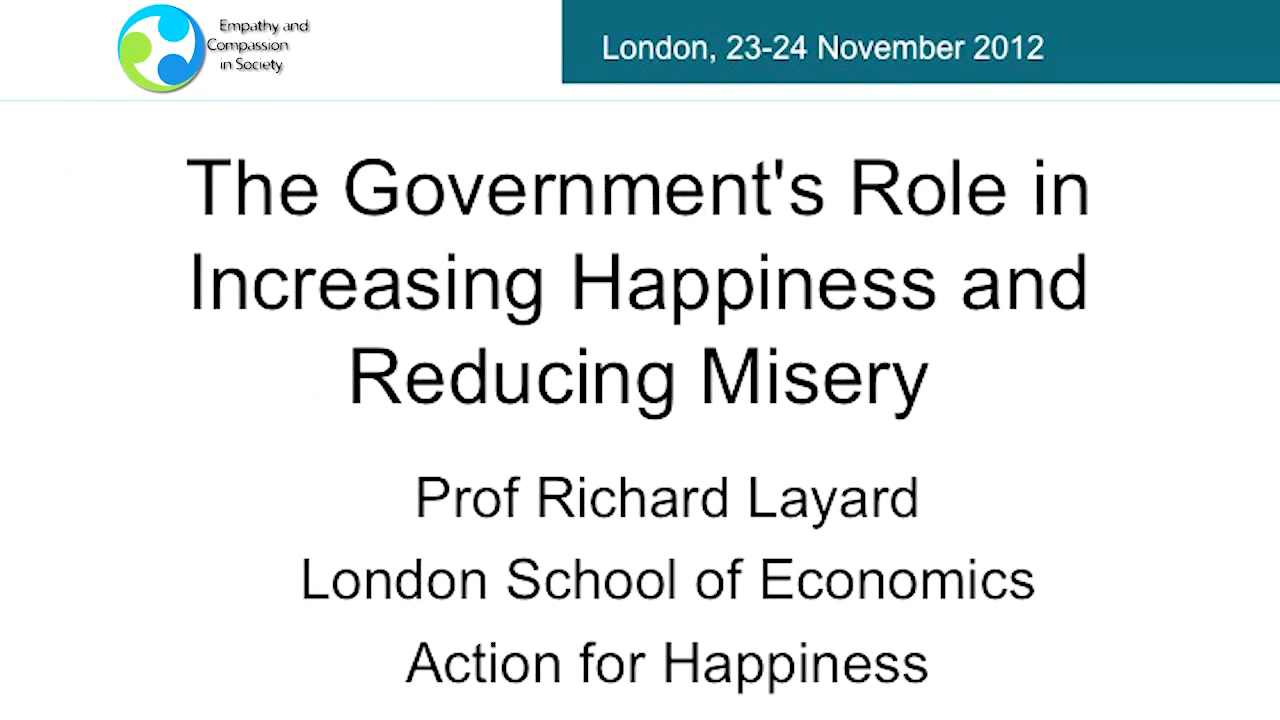 Empathy and
Compassion
in Society
London, 23-24 November 2012
The Government's Role in
Increasing Happiness and
Reducing Misery
Prof Richard Layard
London School of Economics
Action for Happiness